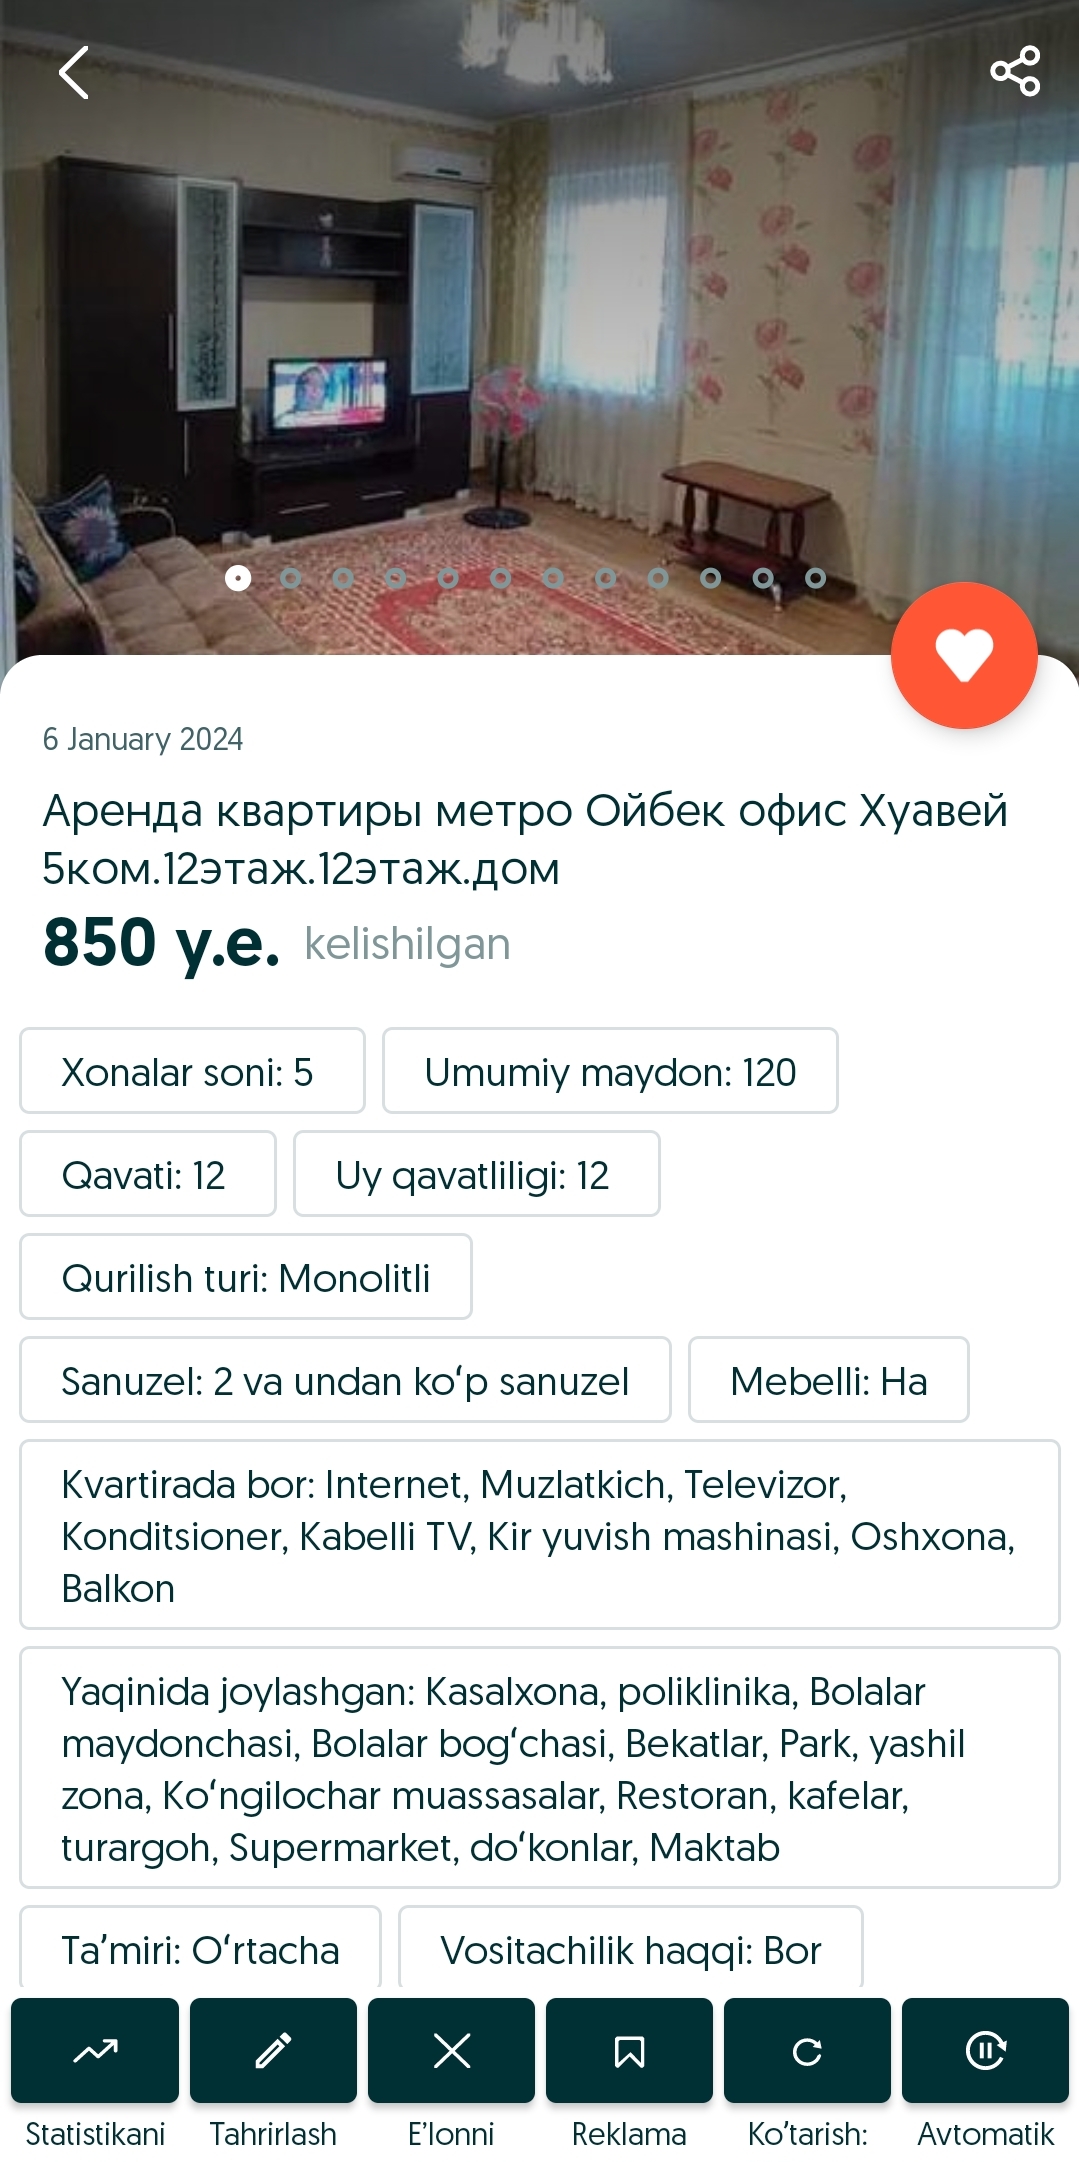 6 January 2024
Аренда квартиры метро Ойбек офис Хуавей
5ком.12этаж.12этаж.дом
850 y.e. kelishilgan
Xonalar soni: 5 Umumiy maydon: 120
Qavati: 12 Uy qavatliligi: 12
Qurilish turi: Monolitli
Sanuzel: 2 va undan koʻp sanuzel Mebelli: Ha
Kvartirada bor: Internet, Muzlatkich, Televizor,
Konditsioner, Kabelli TV, Kir yuvish mashinasi, Oshxona,
Balkon
Yaqinida joylashgan: Kasalxona, poliklinika, Bolalar
maydonchasi, Bolalar bogʻchasi, Bekatlar, Park, yashil
zona, Koʻngilochar muassasalar, Restoran, kafelar,
turargoh, Supermarket, doʻkonlar, Maktab
Ta’miri: Oʻrtacha Vositachilik haqqi: Bor
Statistikani Tahrirlash E’lonni Reklama Ko’tarish: Avtomatik